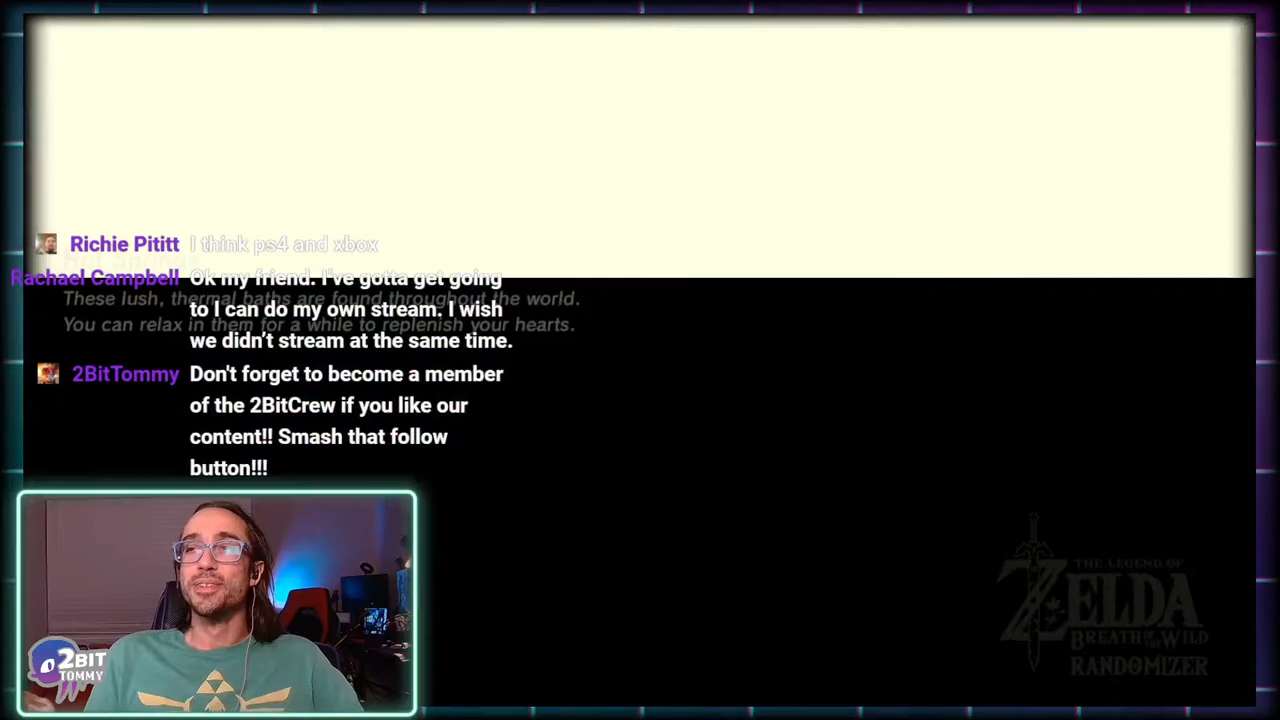 Richie Pititt I think ps4 and xbox
Hot Springs
Rachael Campbell Ok my friend. I've gotta get going
These lush, thermal baths are found throughout the world.
to I can do my own stream. I wish
You can relax in them for a while to replenish your hearts.
we didn't stream at the same time.
2BitTommy Don't forget to become a member
of the 2BitCrew if you like our
content!! Smash that follow
button!!!
THE LEGEND OF
ZELDA
BREATH OF THE WILD
RANDOMIZER
2BIT
TOMMY